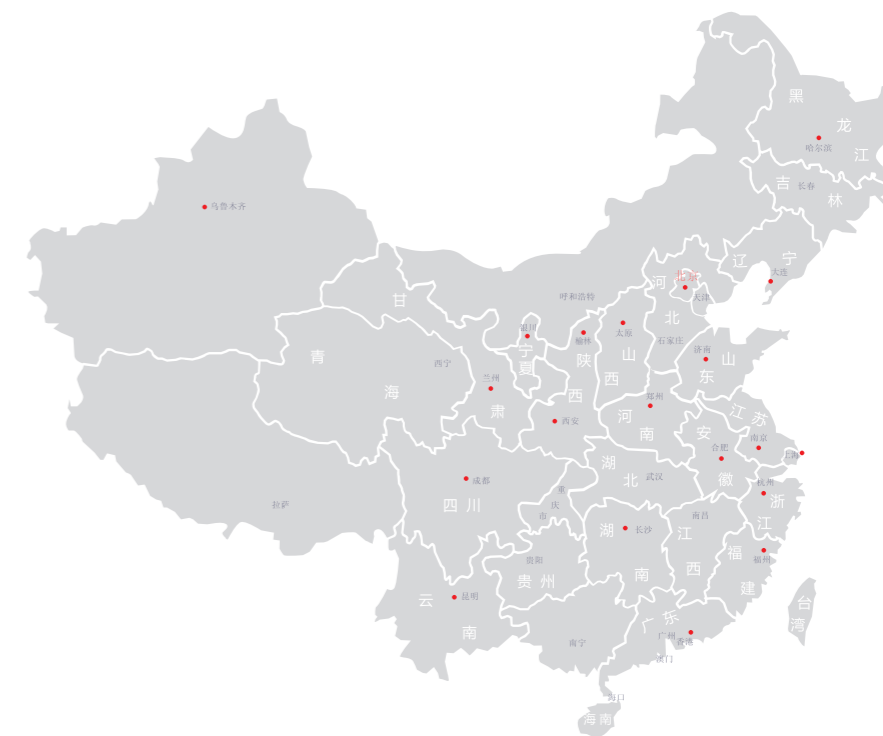 黑
龙
江
哈尔滨
吉
林
长春
乌鲁木齐
辽
宁
大连
北京
河
北
天津
呼和浩特
甘
肃
银川
宁
夏
榆林
太原
石家庄
青
海
西宁
陕
西
山
西
济南
山
东
兰州
郑州
河
南
江
苏
西安
安
徽
合肥
南京
上海
成都
四川
湖
北
武汉
杭州
浙
江
重
庆
市
拉萨
南昌
湖
南
长沙
江
西
福
建
福州
贵阳
贵州
云
南
昆明
台
湾
广
东
广州
香港
南宁
澳门
海口
海南